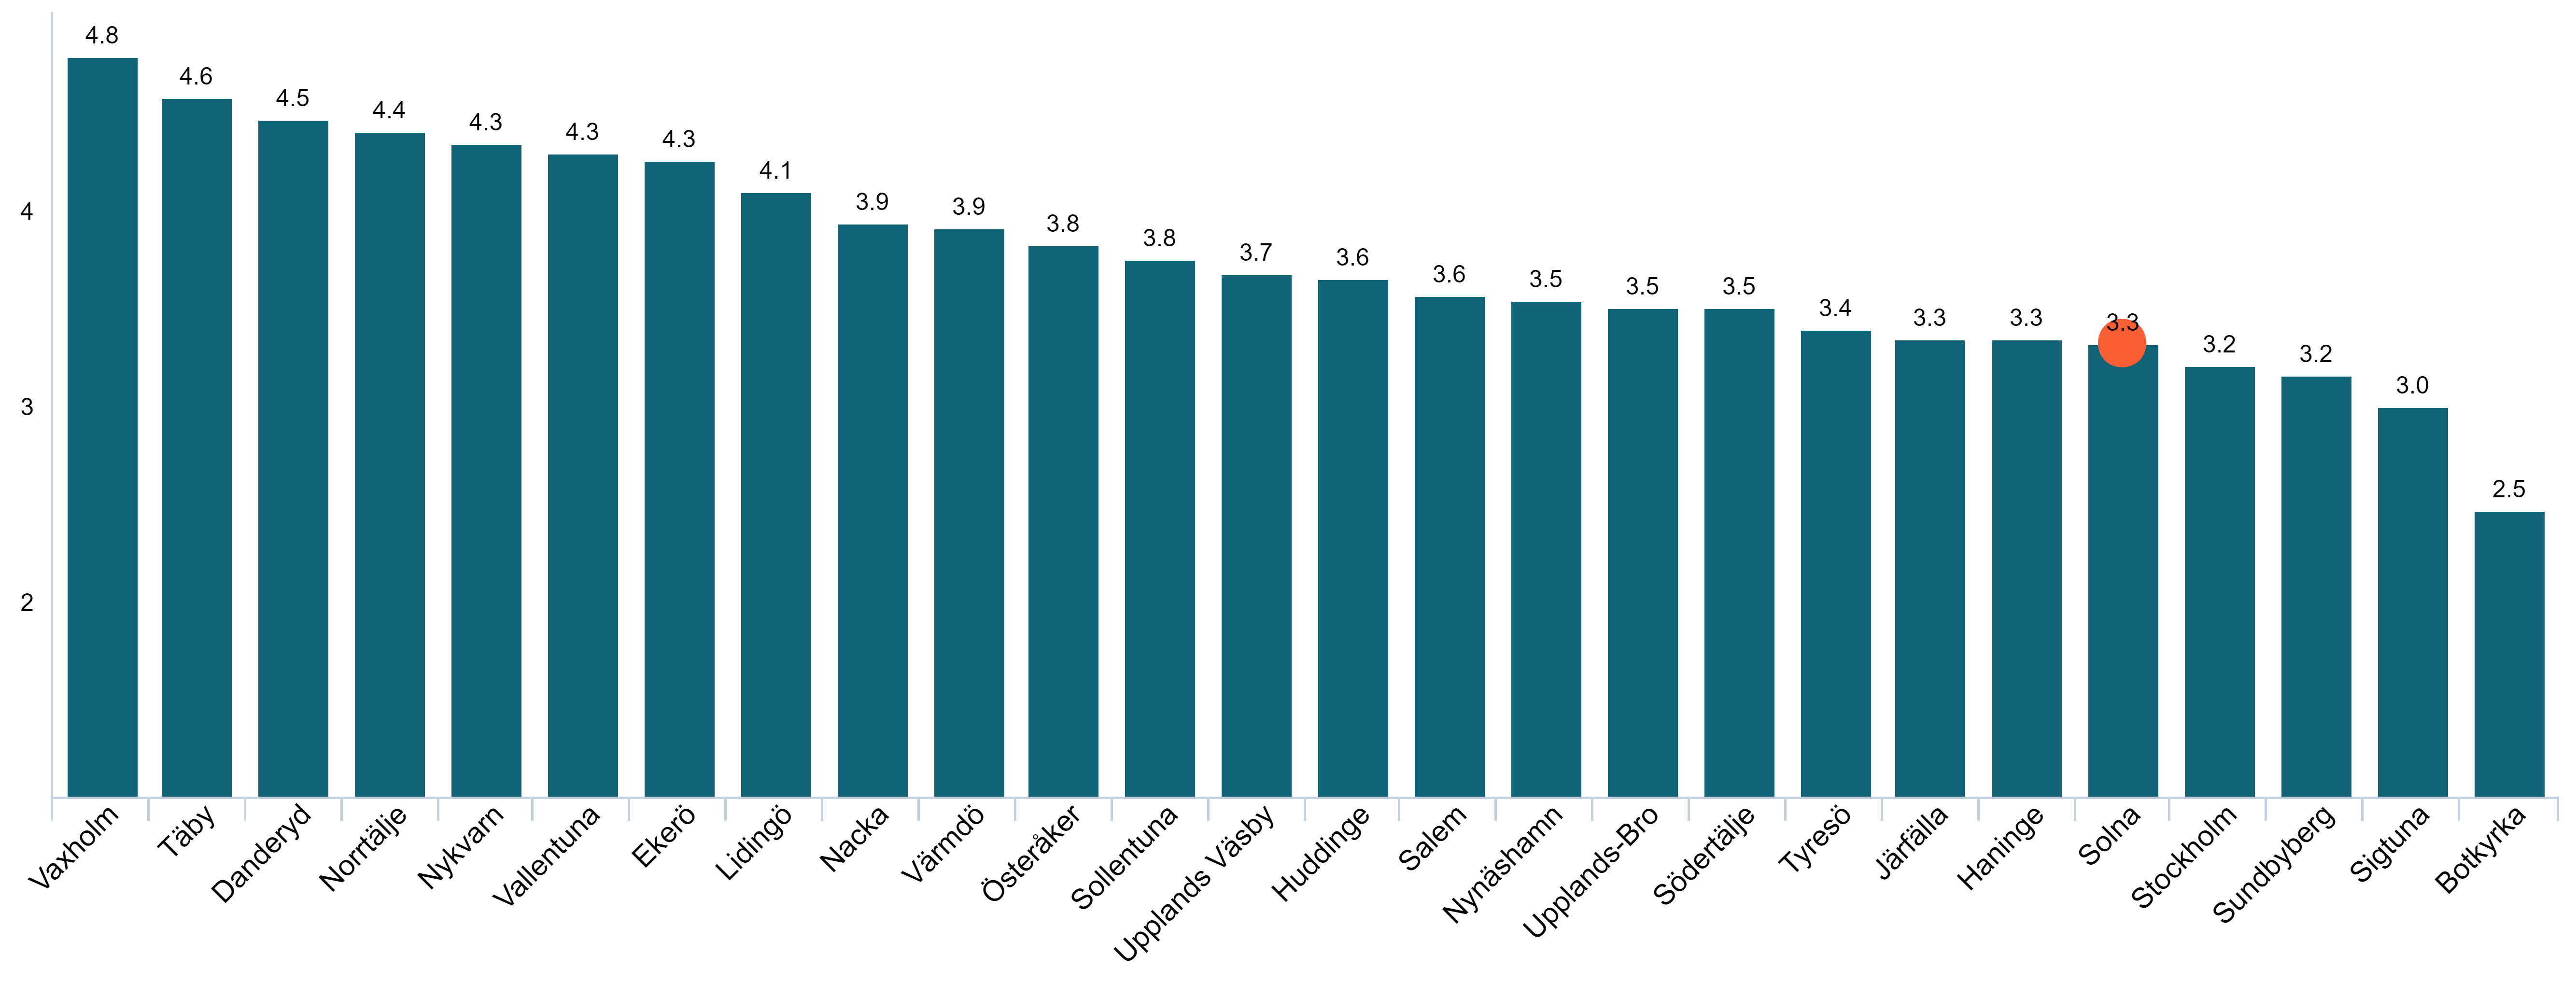 4.8
4.6
4.5
4.4
4.3
4.3
4.3
4.1
3.9
3.9
3.8
3.8
3.7
3.6
3.6
3.5
3.5
3.5
3.4
3.3
3.3
3.3
3.2
3.2
3.0
2.5
4
3
2
Vaxholm
Täby
Danderyd
Norrtälje
Nykvarn
Vallentuna
Ekerö
Lidingö
Nacka
Värmdö
Österåker
Sollentuna
Upplands Väsby
Huddinge
Salem
Nynäshamn
Upplands-Bro
Södertälje
Tyresö
Järfälla
Haninge
Solna
Stockholm
Sundbyberg
Sigtuna
Botkyrka